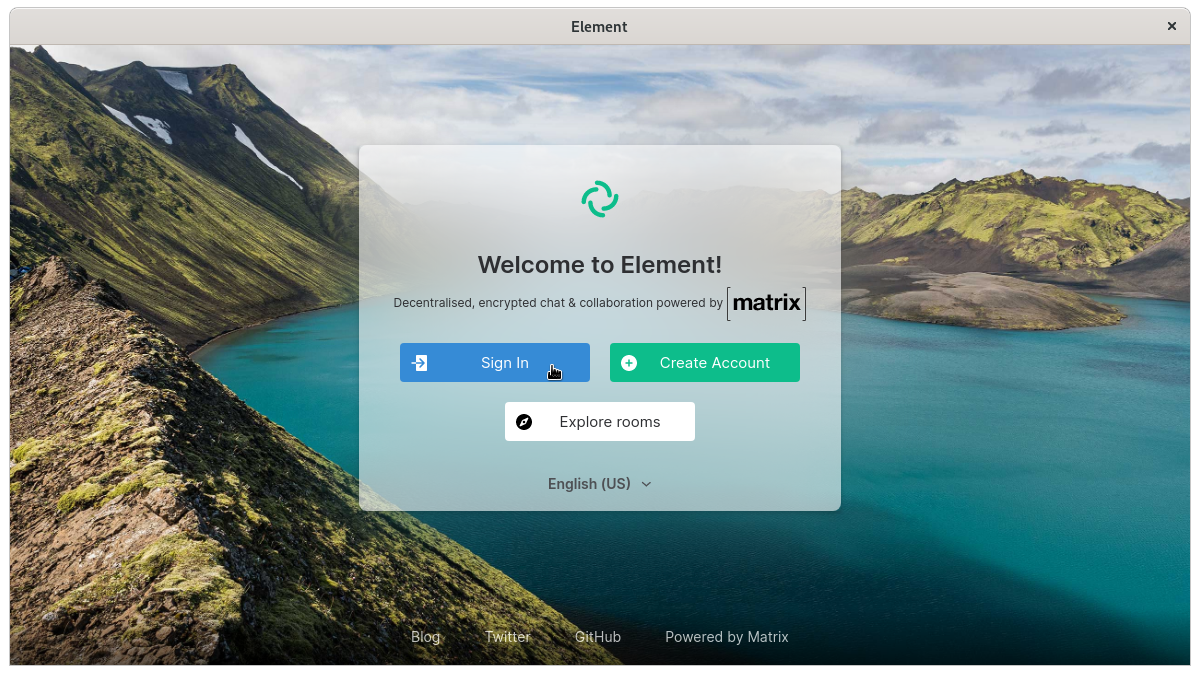 Element
Welcome to Element!
Decentralised, encrypted chat & collaboration powered by [matrix]
Sign In
Create Account
Explore rooms
English (US)
Blog Twitter GitHub Powered by Matrix